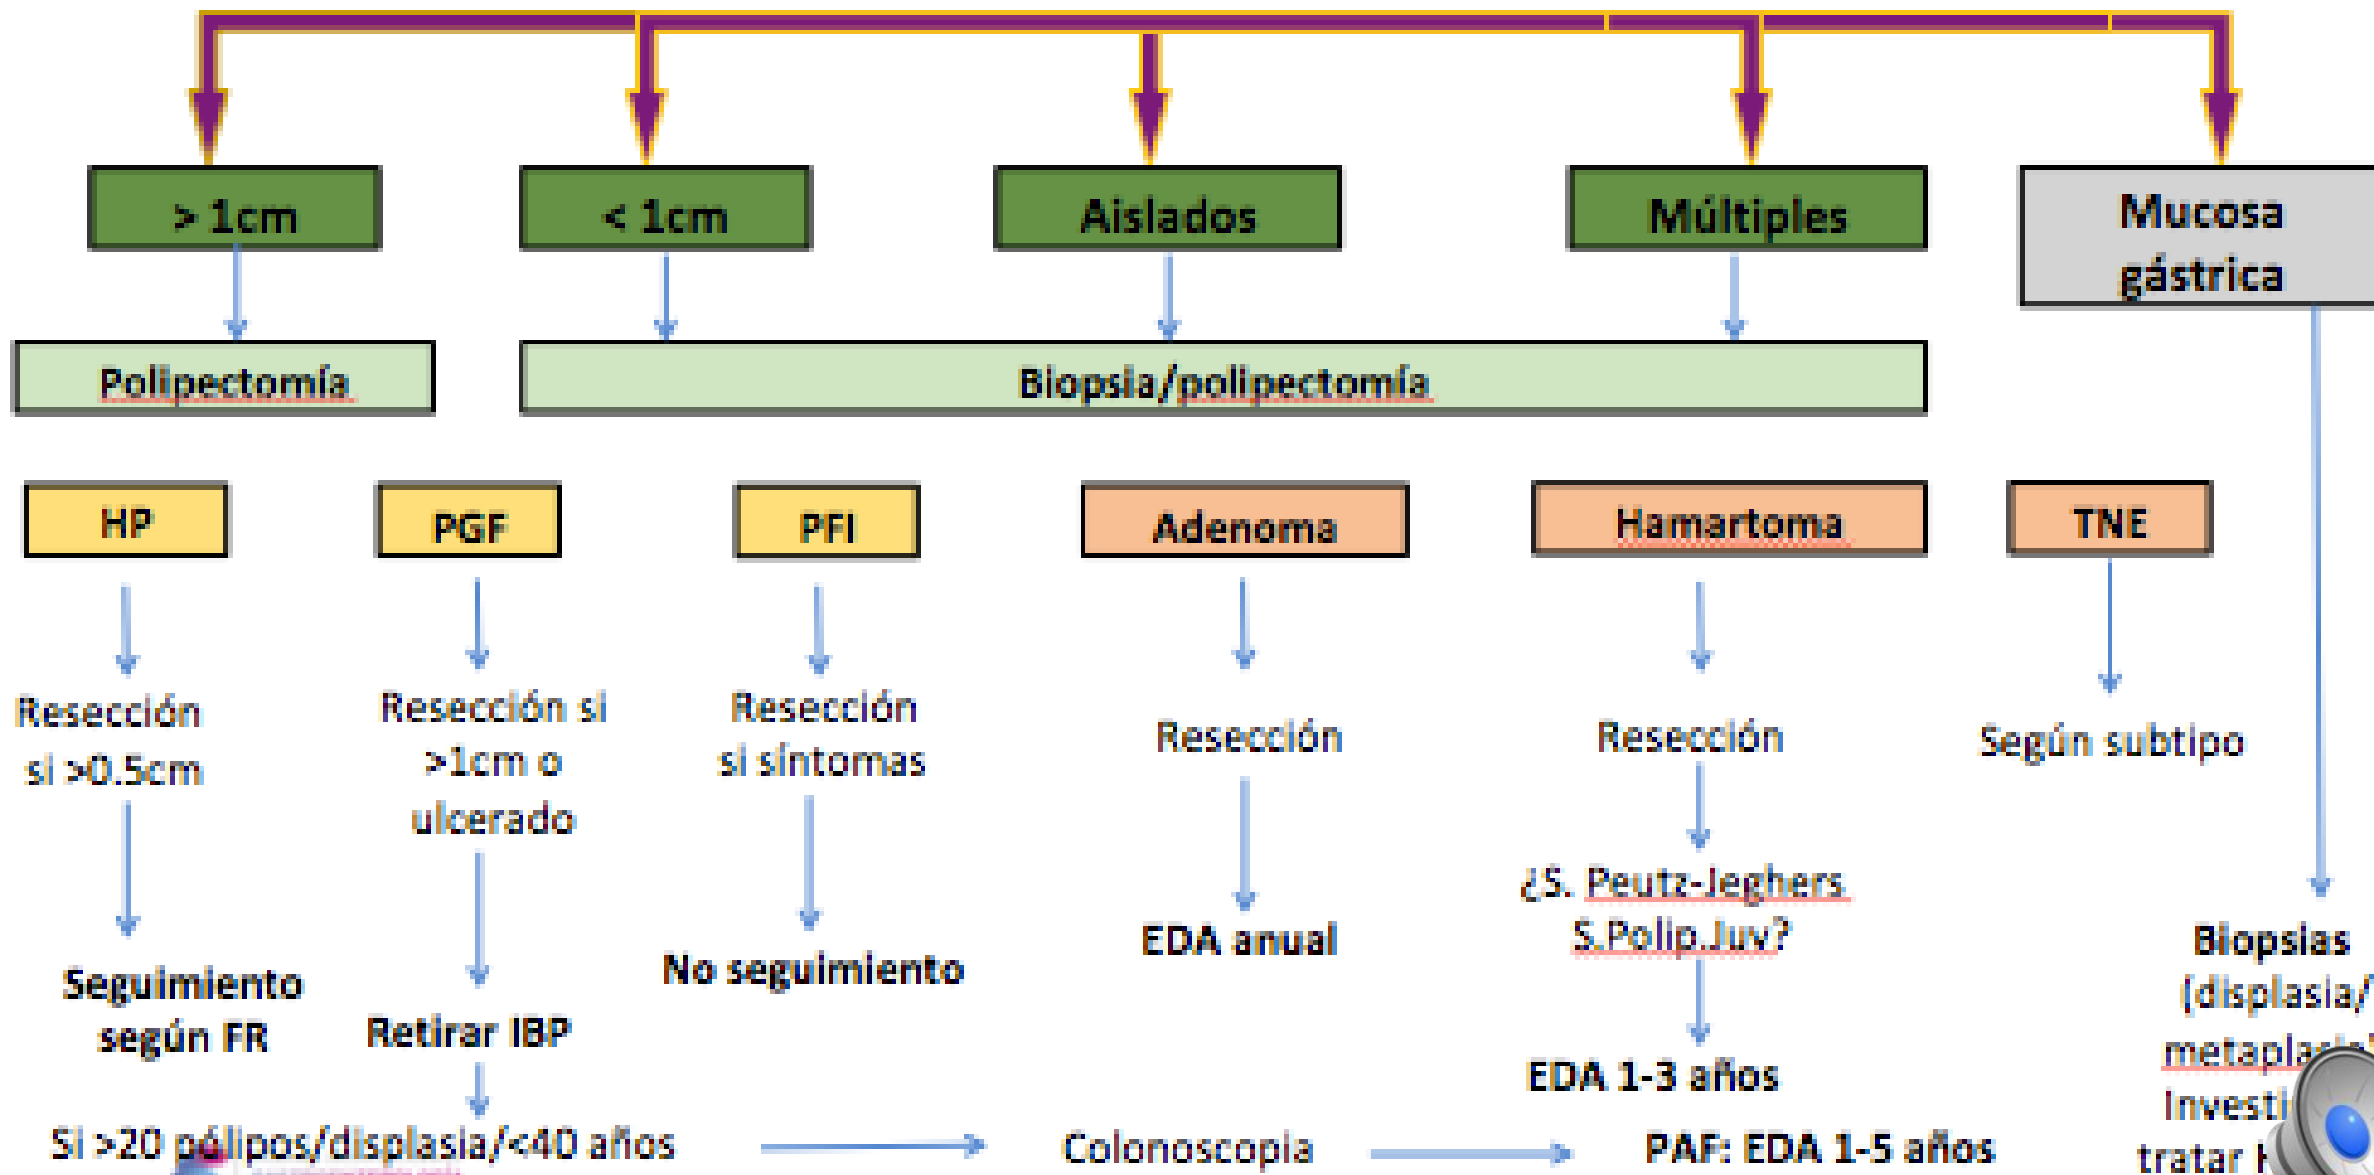 > 1cm
< 1cm
Aislados
Múltiples
Mucosa
gástrica
Polipectomía
Biopsia/polipectomía
HP
PGF
PFI
Adenoma
Hamartoma
TNE
Resección
si >0.5cm
Resección si
>1cm o
ulcerado
Resección
si síntomas
Resección
Resección
Según subtipo
¿S. Peutz-Jeghers
S.Polip.Juv?
Seguimiento
según FR
Retirar IBP
No seguimiento
EDA anual
EDA 1-3 años
Biopsias
(displasia/
tratar
Si >20 pólipos/displasia/<40 años
Colonoscopia
PAF: EDA 1-5 años